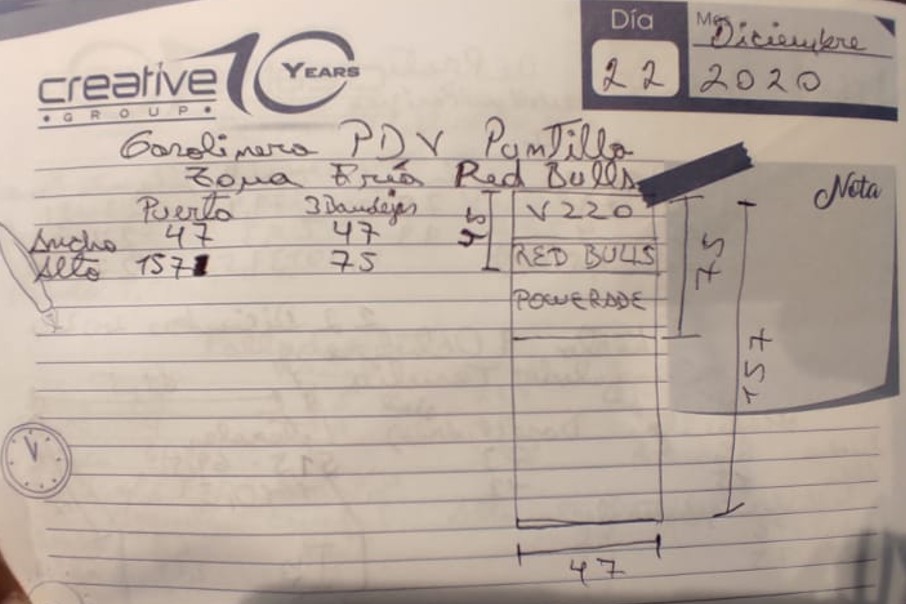 Día
22
Mes
Diciembre
2020
creative 10 YEARS
GROUP
Gasolinera PDV Puntilla
Zona Fría Red Bulls
Nota
Puerta 3 Bandejas
Ancho 47 47
Alto 157 75
45
V220
RED BULLS
POWERADE
75
157
47